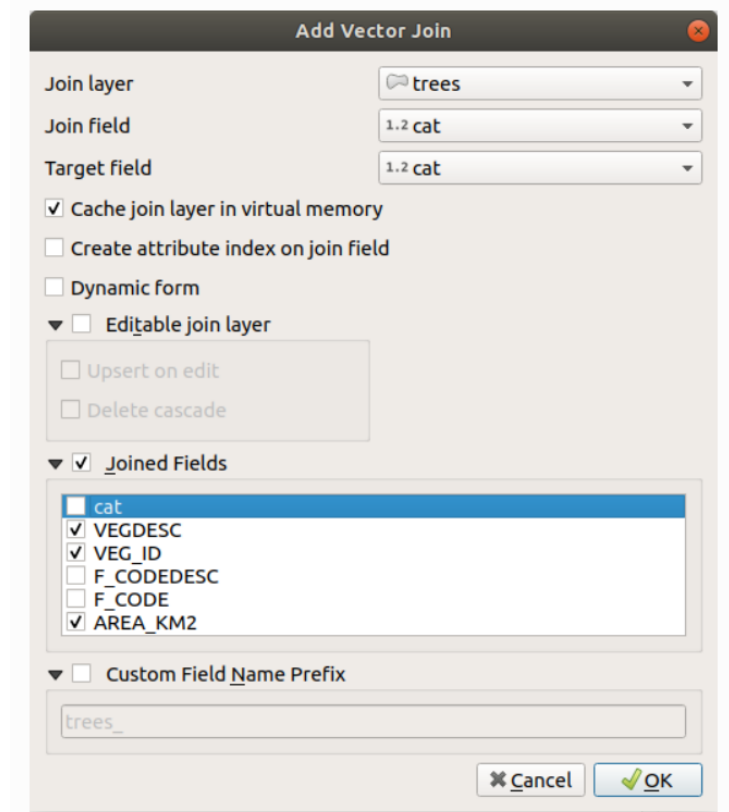 Add Vector Join
Join layer trees
Join field 1.2 cat
Target field 1.2 cat
Cache join layer in virtual memory
Create attribute index on join field
Dynamic form
Editable join layer
Upsert on edit
Delete cascade
Joined Fields
cat
VEGDESC
VEG_ID
F_CODEDESC
F_CODE
AREA_KM2
Custom Field Name Prefix
trees_
Cancel OK